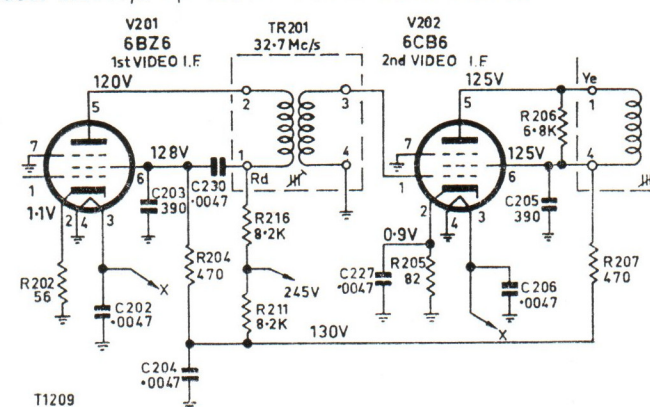 V201
6BZ6
1st VIDEO I.F
TR201
32·7 Mc/s
V202
6CB6
2nd VIDEO I.F
120V
5
2
3
125V
5
Ye
1
R206
6·8K
7
128V
6
1
1
Rd
4
7
125V
6
4
1
1·1V
2
4
3
C203
390
C230
·0047
2
4
3
C205
390
R216
8·2K
0·9V
R202
56
X
R204
470
245V
C227
·0047
R205
82
C206
·0047
R207
470
C202
·0047
R211
8·2K
130V
X
C204
·0047
T1209